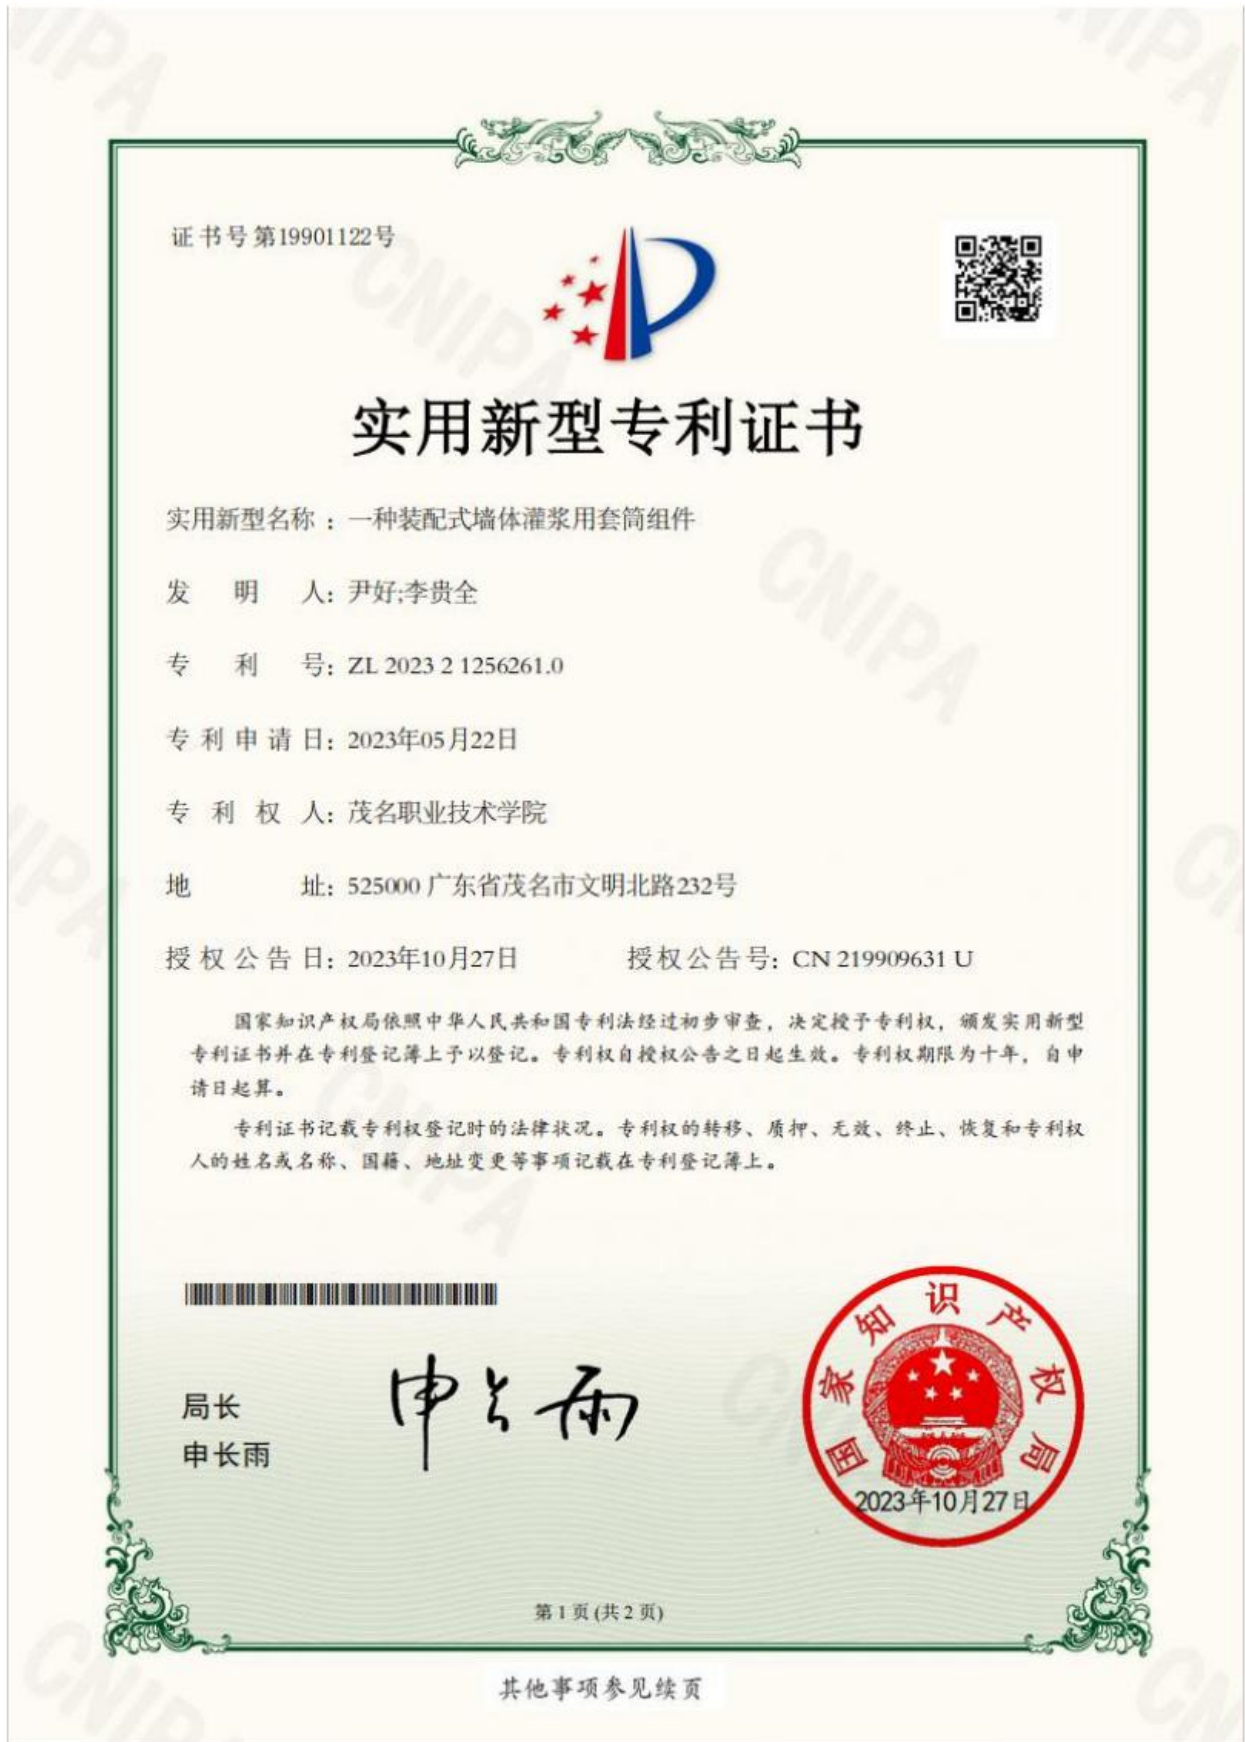 证书号第19901122号
实用新型专利证书
实用新型名称：一种装配式墙体灌浆用套筒组件
发明人：尹好;李贵全
专利号：ZL 2023 2 1256261.0
专利申请日：2023年05月22日
专利权人：茂名职业技术学院
地址：525000 广东省茂名市文明北路232号
授权公告日：2023年10月27日 授权公告号：CN 219909631 U
国家知识产权局依照中华人民共和国专利法经过初步审查，决定授予专利权，颁发实用新型
专利证书并在专利登记簿上予以登记。专利权自授权公告之日起生效。专利权期限为十年，自申
请日起算。
专利证书记载专利权登记时的法律状况。专利权的转移、质押、无效、终止、恢复和专利权
人的姓名或名称、国籍、地址变更等事项记载在专利登记簿上。
局长
申长雨
申长雨
国家知识产权局
2023年10月27日
第 1 页 (共 2 页)
其他事项参见续页
CNIPA
CNIPA
CNIPA
CNIPA
CNIPA
CNIPA